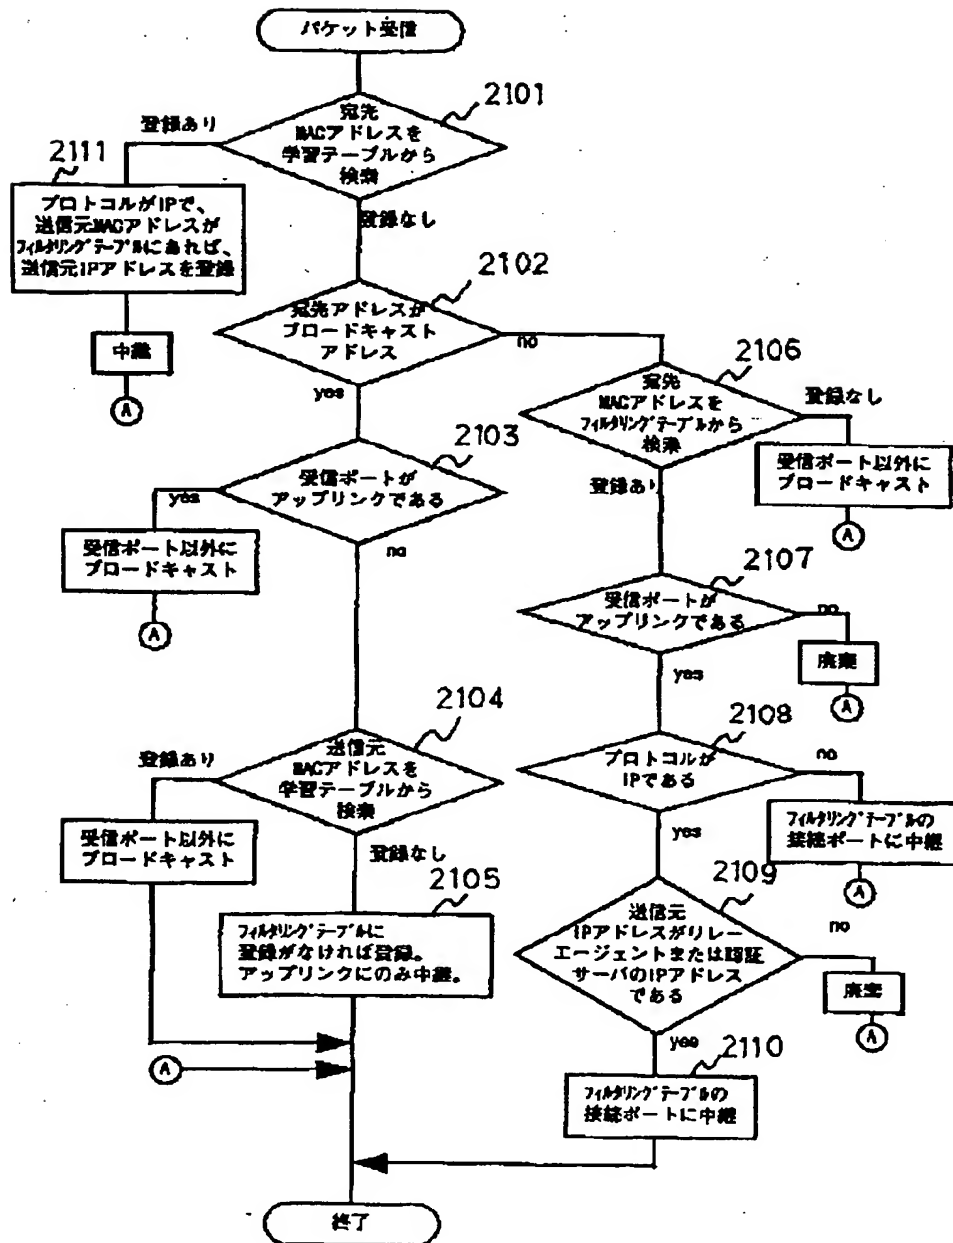 パケット受信
2101
宛先
MACアドレスを
学習テーブルから
検索
登録あり
登録なし
2111
プロトコルがIPで、
送信元MACアドレスが
フィルタリングテーブルにあれば、
送信元IPアドレスを登録
中継
A
2102
宛先アドレスが
ブロードキャスト
アドレス
no
yes
2106
宛先
MACアドレスを
フィルタリングテーブルから
検索
登録なし
登録あり
受信ポート以外に
ブロードキャスト
A
2103
受信ポートが
アップリンクである
yes
no
受信ポート以外に
ブロードキャスト
A
2107
受信ポートが
アップリンクである
no
yes
廃棄
A
2104
送信元
MACアドレスを
学習テーブルから
検索
登録あり
登録なし
受信ポート以外に
ブロードキャスト
2108
プロトコルが
IPである
no
yes
フィルタリングテーブルの
接続ポートに中継
A
2105
フィルタリングテーブルに
登録がなければ登録。
アップリンクにのみ中継。
2109
送信元
IPアドレスがリレー
エージェントまたは認証
サーバのIPアドレス
である
no
yes
廃棄
A
A
2110
フィルタリングテーブルの
接続ポートに中継
終了